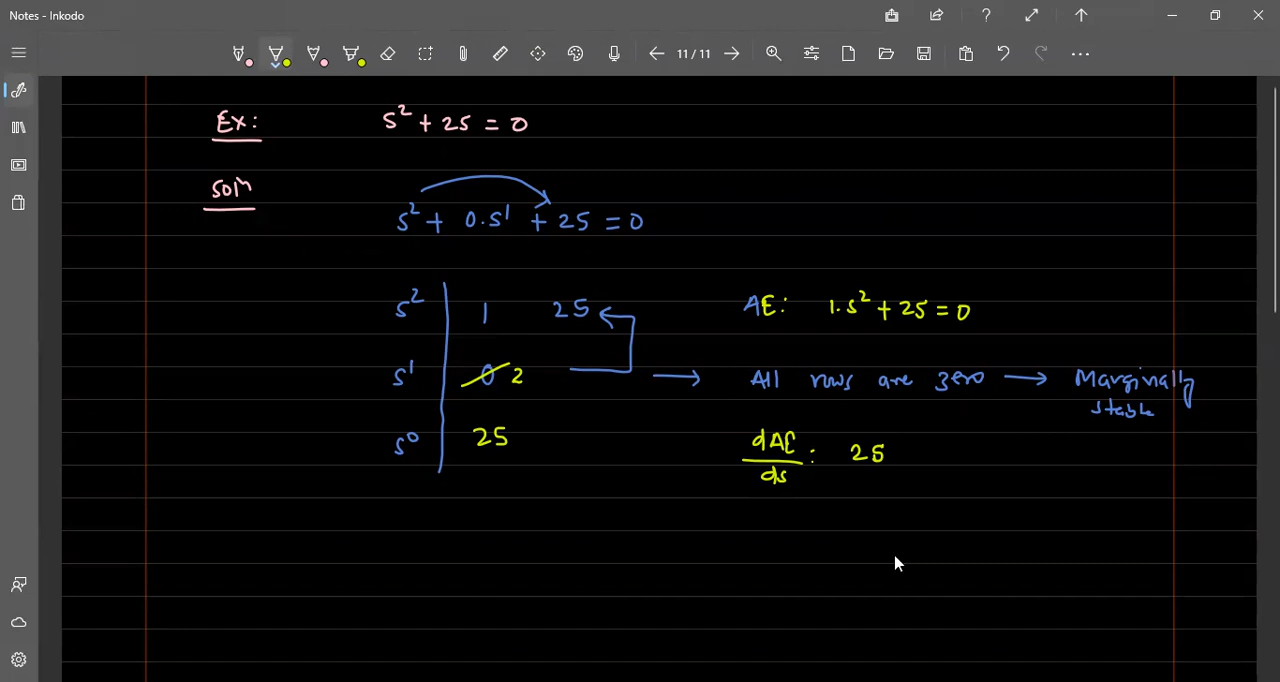 Notes - Inkodo
11/11
Ex: s² + 25 = 0
soln
s² + 0.s¹ + 25 = 0
s² | 1 25 AE: 1.s² + 25 = 0
s¹ | 0 2 → All rows are zero → Marginally stable
s⁰ | 25 dAE/ds : 2s